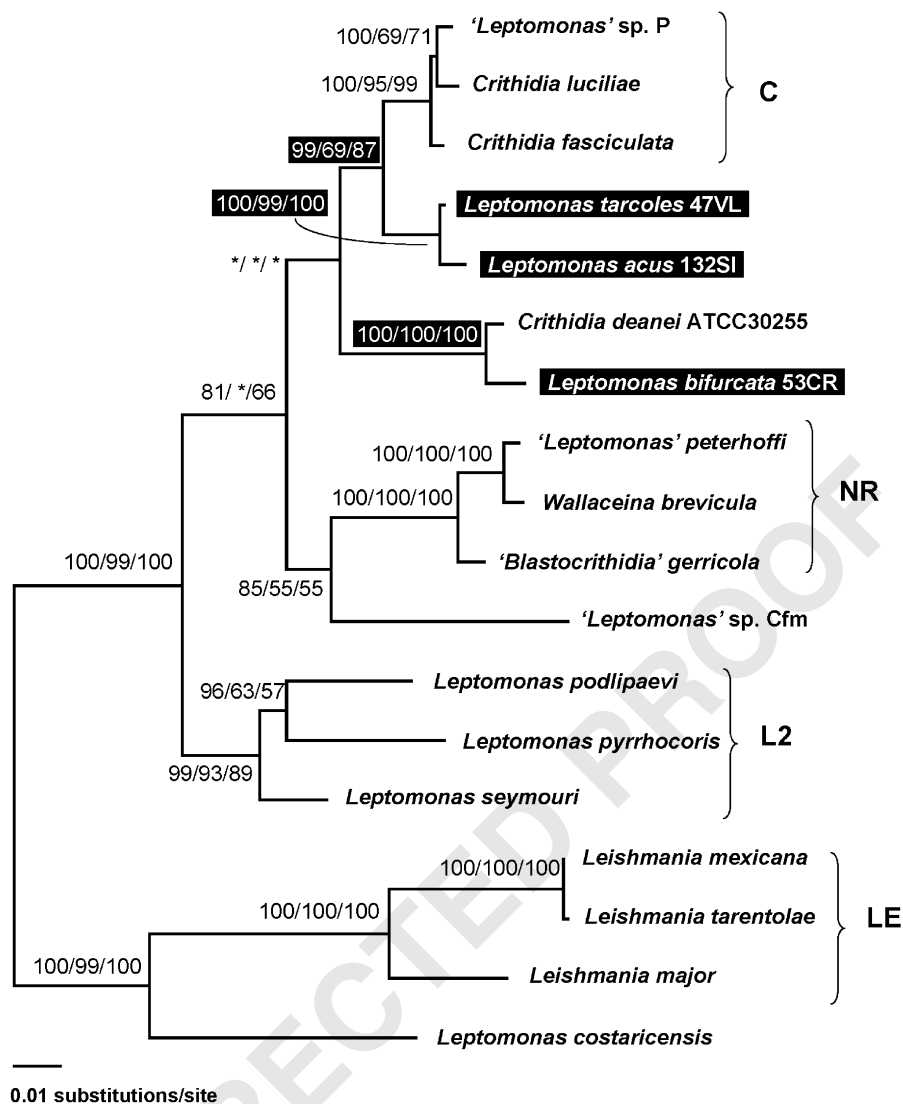 'Leptomonas' sp. P
100/69/71
Crithidia luciliae
100/95/99
C
Crithidia fasciculata
99/69/87
100/99/100
Leptomonas tarcoles 47VL
*/ */ *
Leptomonas acus 132SI
Crithidia deanei ATCC30255
100/100/100
Leptomonas bifurcata 53CR
81/ */66
'Leptomonas' peterhoffi
100/100/100
NR
100/100/100
Wallaceina brevicula
100/99/100
'Blastocrithidia' gerricola
85/55/55
'Leptomonas' sp. Cfm
Leptomonas podlipaevi
96/63/57
Leptomonas pyrrhocoris
L2
99/93/89
Leptomonas seymouri
Leishmania mexicana
100/100/100
100/100/100
Leishmania tarentolae
LE
100/99/100
Leishmania major
Leptomonas costaricensis
0.01 substitutions/site
RECTED PROOF